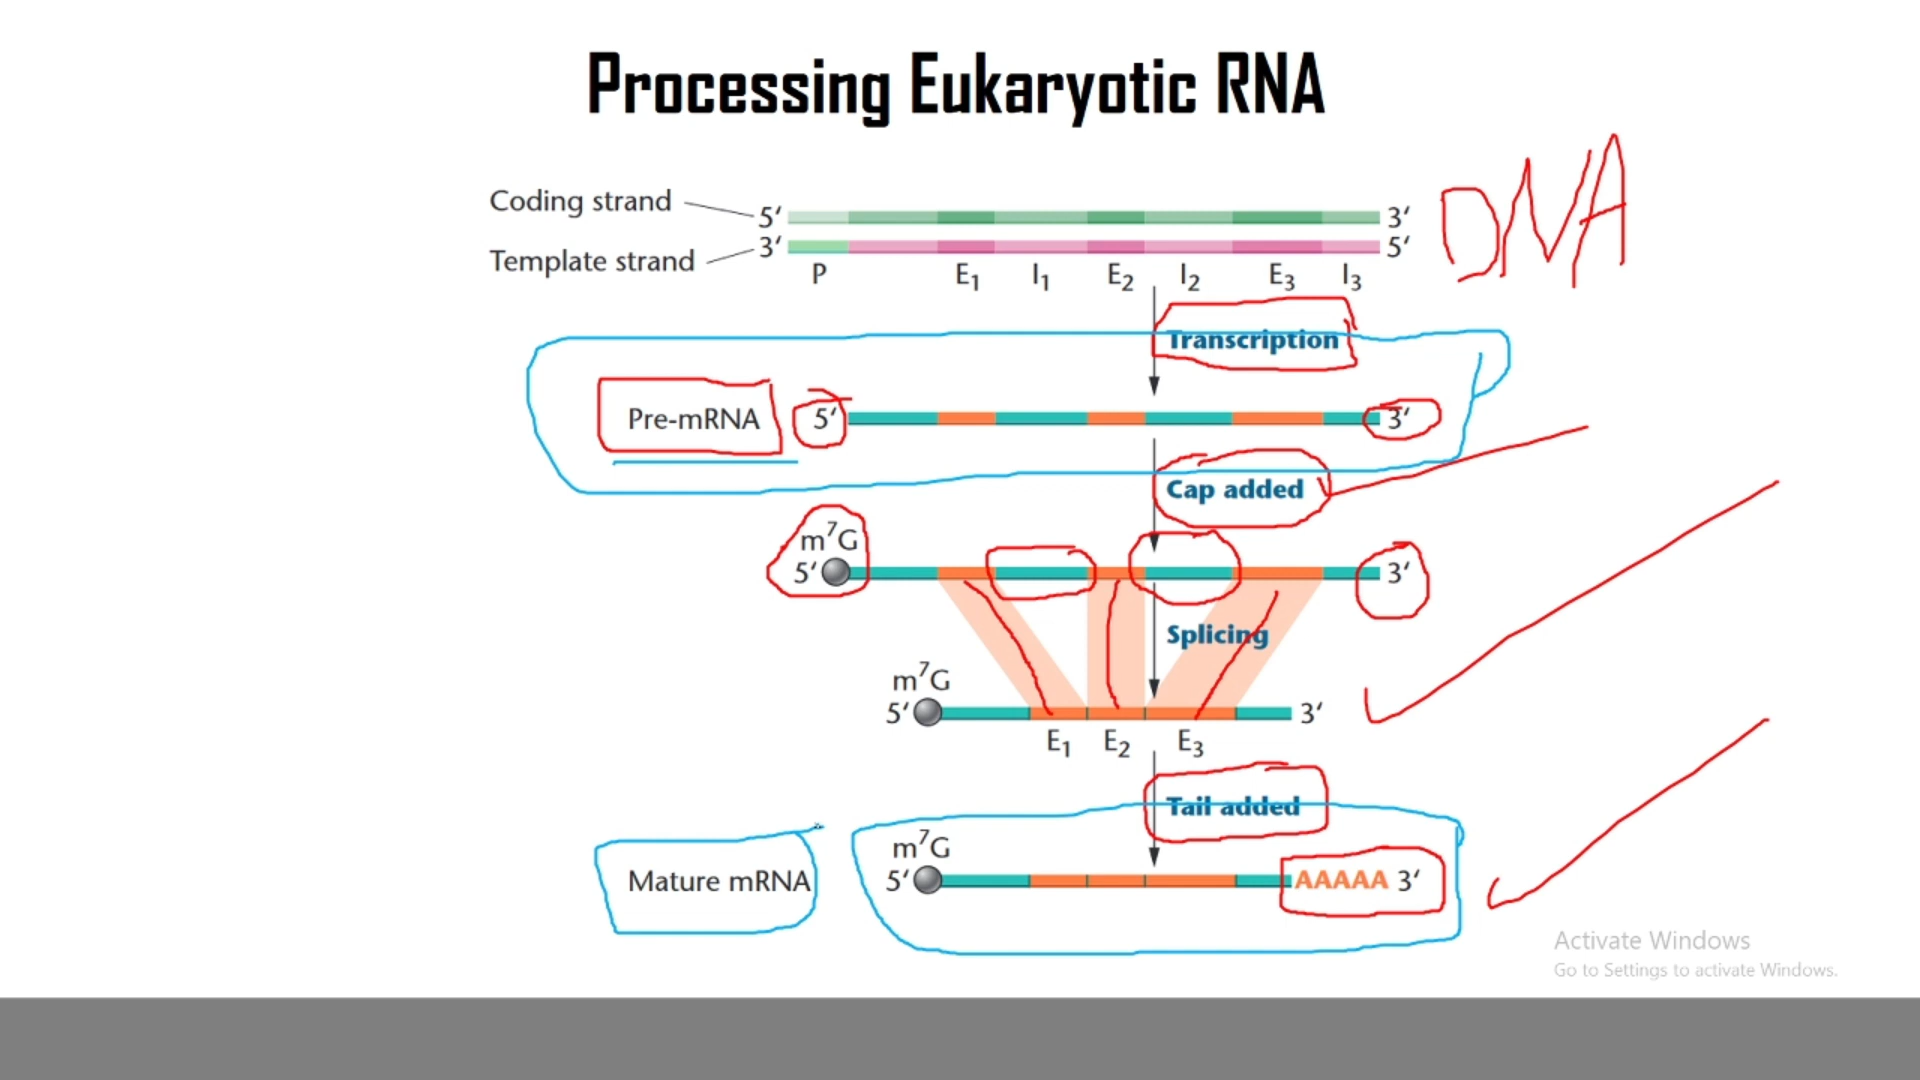 Processing Eukaryotic RNA
DNA
Coding strand 5′ 3′
Template strand 3′ 5′
P E₁ I₁ E₂ I₂ E₃ I₃
Transcription
Pre-mRNA 5′ 3′
Cap added
m⁷G
5′ 3′
Splicing
m⁷G
5′ 3′
E₁ E₂ E₃
Tail added
m⁷G
Mature mRNA 5′ AAAAA 3′
Activate Windows
Go to Settings to activate Windows.